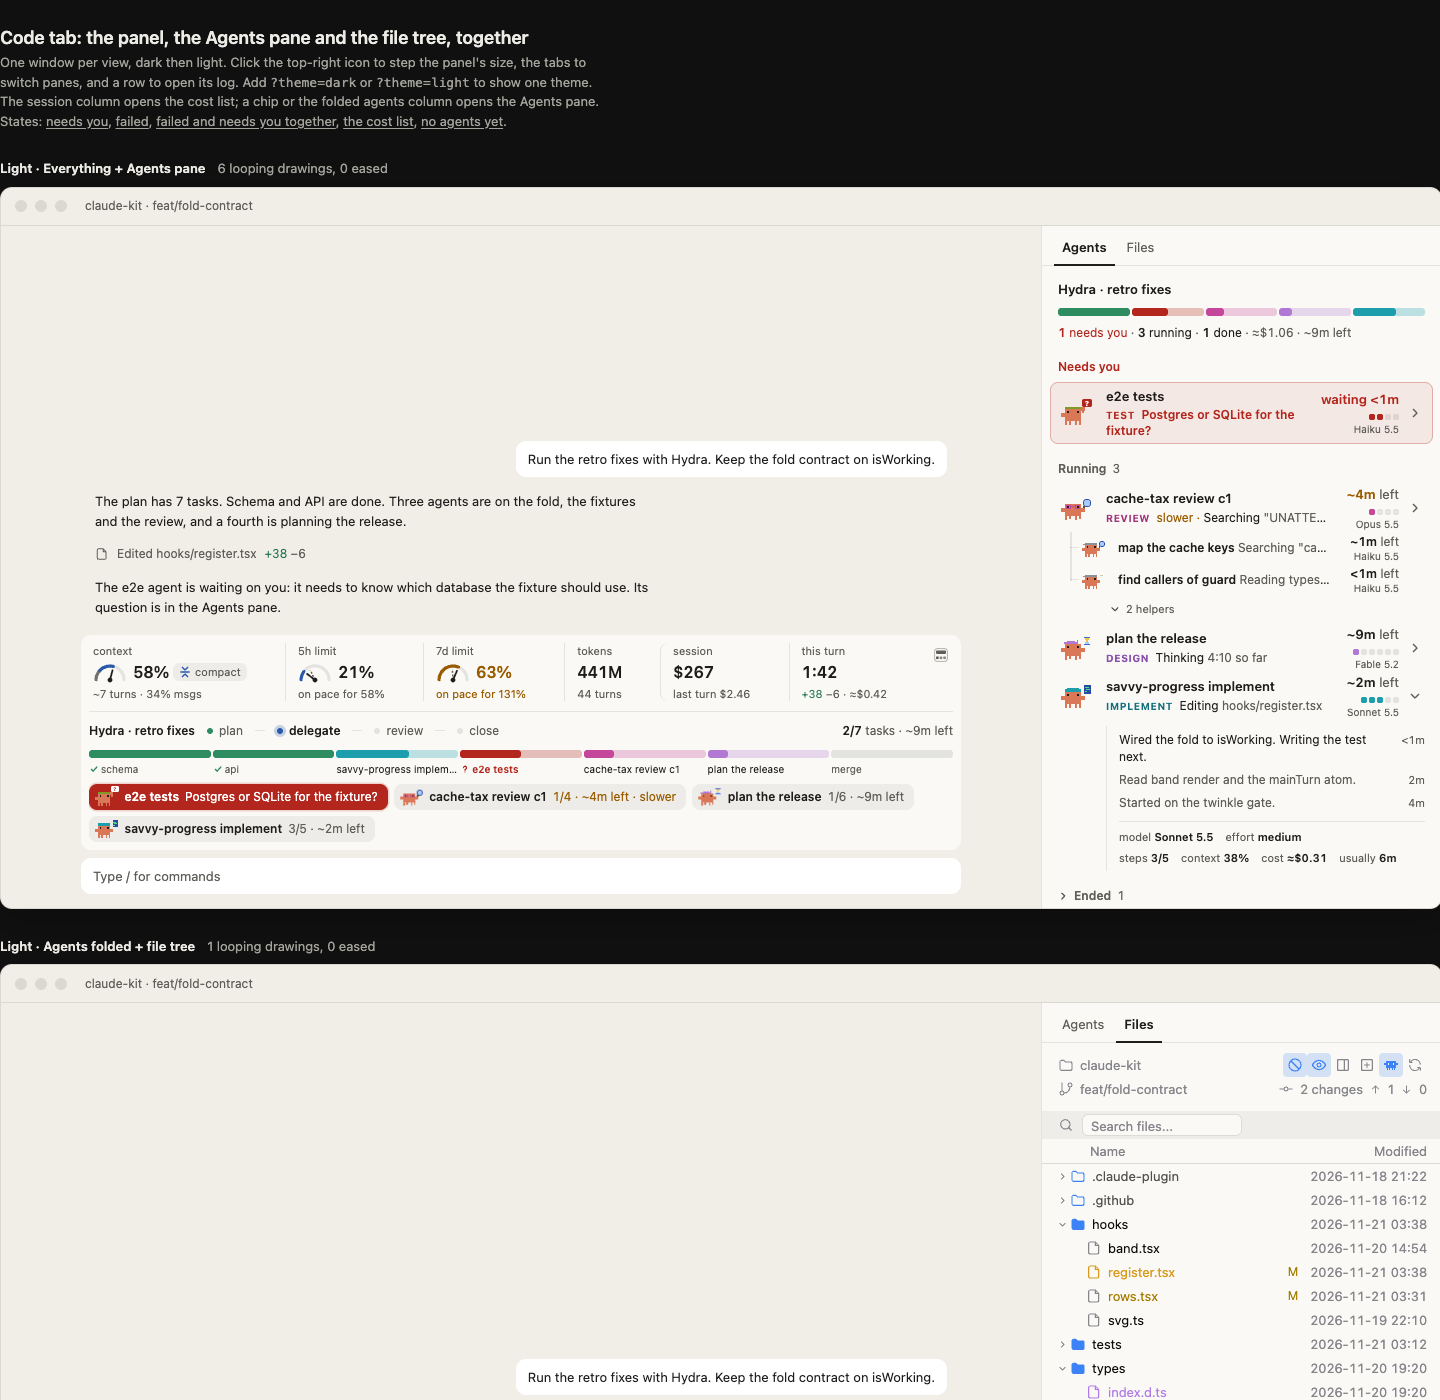 Code tab: the panel, the Agents pane and the file tree, together
One window per view, dark then light. Click the top-right icon to step the panel's size, the tabs to
switch panes, and a row to open its log. Add ?theme=dark or ?theme=light to show one theme.
The session column opens the cost list; a chip or the folded agents column opens the Agents pane.
States: needs you, failed, failed and needs you together, the cost list, no agents yet.
Light · Everything + Agents pane 6 looping drawings, 0 eased
claude-kit · feat/fold-contract
Run the retro fixes with Hydra. Keep the fold contract on isWorking.
The plan has 7 tasks. Schema and API are done. Three agents are on the fold, the fixtures
and the review, and a fourth is planning the release.
Edited hooks/register.tsx +38 −6
The e2e agent is waiting on you: it needs to know which database the fixture should use. Its
question is in the Agents pane.
context 5h limit 7d limit tokens session this turn
58% compact 21% 63% 441M $267 1:42
~7 turns · 34% msgs on pace for 58% on pace for 131% 44 turns last turn $2.46 +38 −6 · ≈$0.42
Hydra · retro fixes plan delegate review close 2/7 tasks · ~9m left
schema api savvy-progress implem... ? e2e tests cache-tax review c1 plan the release merge
e2e tests Postgres or SQLite for the fixture? cache-tax review c1 1/4 · ~4m left · slower plan the release 1/6 · ~9m left
savvy-progress implement 3/5 · ~2m left
Type / for commands
Agents Files
Hydra · retro fixes
1 needs you · 3 running · 1 done · ≈$1.06 · ~9m left
Needs you
e2e tests waiting <1m
TEST Postgres or SQLite for the
fixture?
Haiku 5.5
Running 3
cache-tax review c1 ~4m left
REVIEW slower · Searching "UNATTE...
Opus 5.5
map the cache keys Searching "ca... ~1m left
Haiku 5.5
find callers of guard Reading types... <1m left
Haiku 5.5
2 helpers
plan the release ~9m left
DESIGN Thinking 4:10 so far
Fable 5.2
savvy-progress implement ~2m left
IMPLEMENT Editing hooks/register.tsx
Sonnet 5.5
Wired the fold to isWorking. Writing the test <1m
next.
Read band render and the mainTurn atom. 2m
Started on the twinkle gate. 4m
model Sonnet 5.5 effort medium
steps 3/5 context 38% cost ≈$0.31 usually 6m
Ended 1
Light · Agents folded + file tree 1 looping drawings, 0 eased
claude-kit · feat/fold-contract
Run the retro fixes with Hydra. Keep the fold contract on isWorking.
Agents Files
claude-kit
feat/fold-contract 2 changes ↑ 1 ↓ 0
Search files...
Name Modified
.claude-plugin 2026-11-18 21:22
.github 2026-11-18 16:12
hooks 2026-11-21 03:38
band.tsx 2026-11-20 14:54
register.tsx M 2026-11-21 03:38
rows.tsx M 2026-11-21 03:31
svg.ts 2026-11-19 22:10
tests 2026-11-21 03:12
types 2026-11-20 19:20
index.d.ts 2026-11-20 19:20